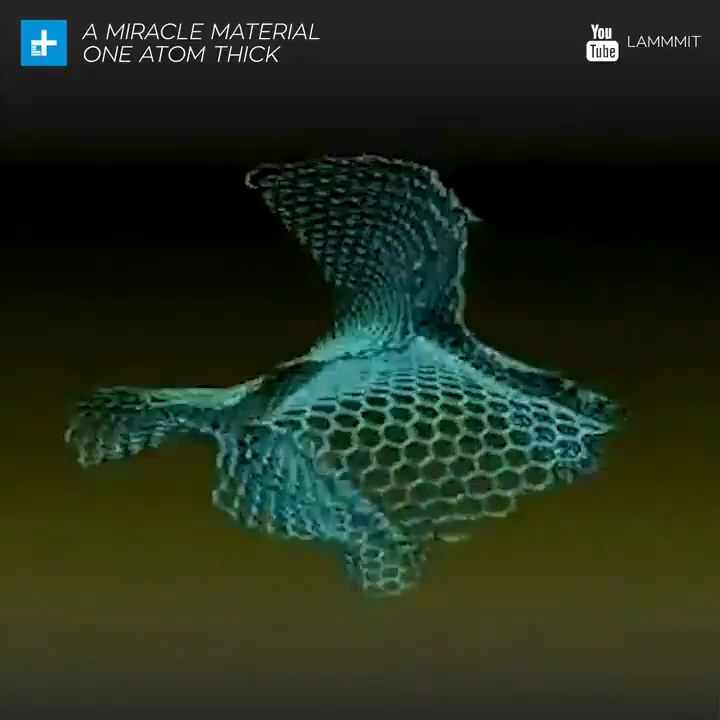 A MIRACLE MATERIAL
ONE ATOM THICK
You
Tube
LAMMMIT